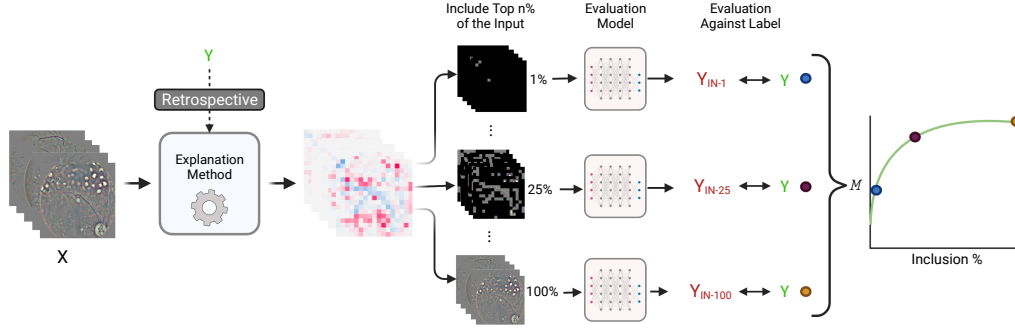 Include Top n%
of the Input
Evaluation
Model
Evaluation
Against Label
Y
Retrospective
Explanation
Method
X
1%
Y_IN-1
Y
...
25%
Y_IN-25
Y
...
100%
Y_IN-100
Y
M
Inclusion %